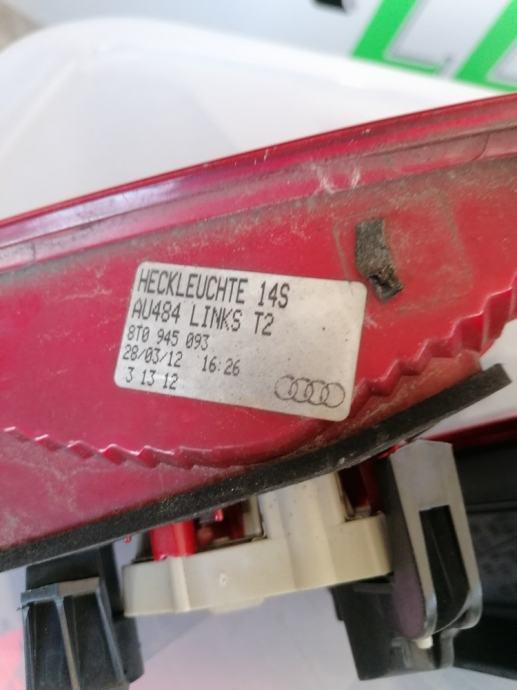 HECKLEUCHTE 14S
AU484 LINKS T2
8T0 945 093
28/03/12 16:26
3 13 12